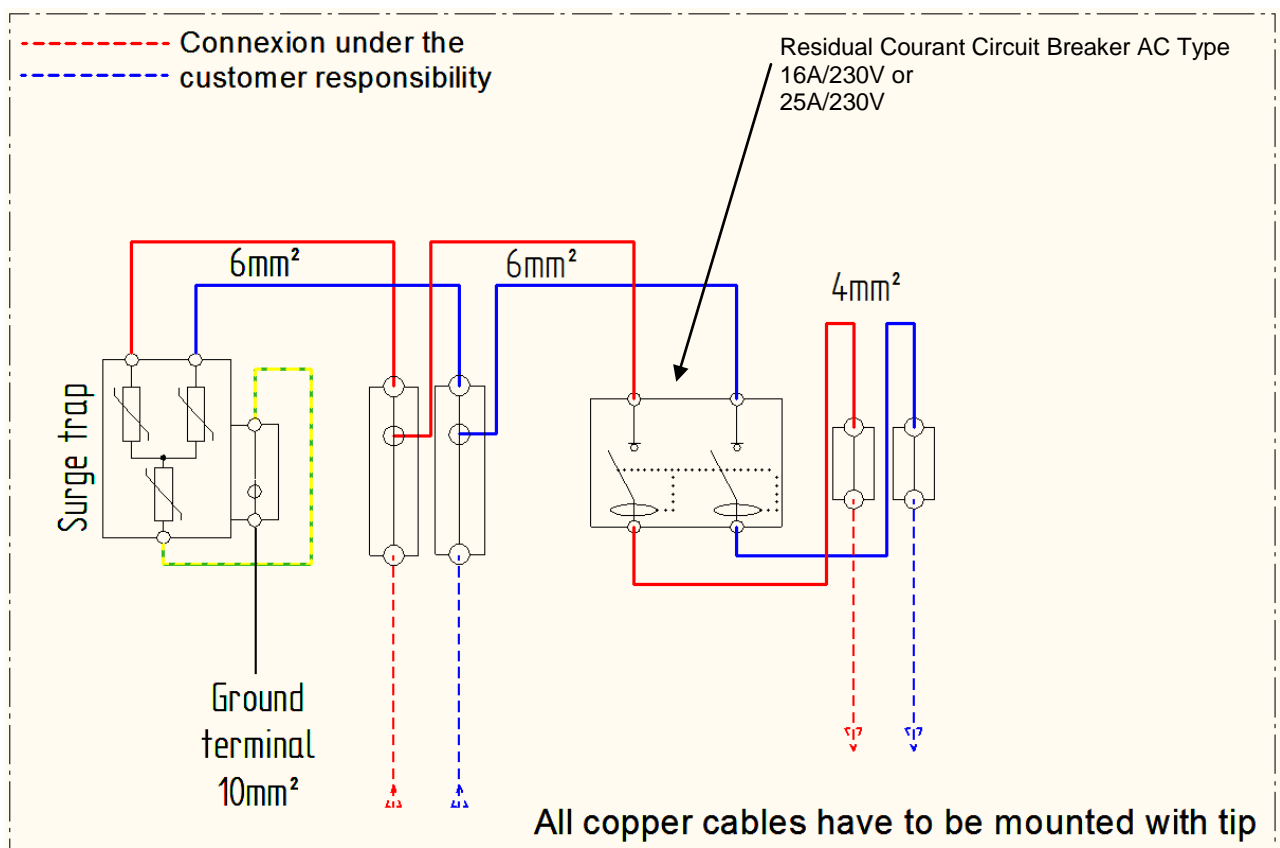 Connexion under the
customer responsibility
Residual Courant Circuit Breaker AC Type
16A/230V or
25A/230V
6mm²
6mm²
4mm²
Surge trap
Ground
terminal
10mm²
All copper cables have to be mounted with tip